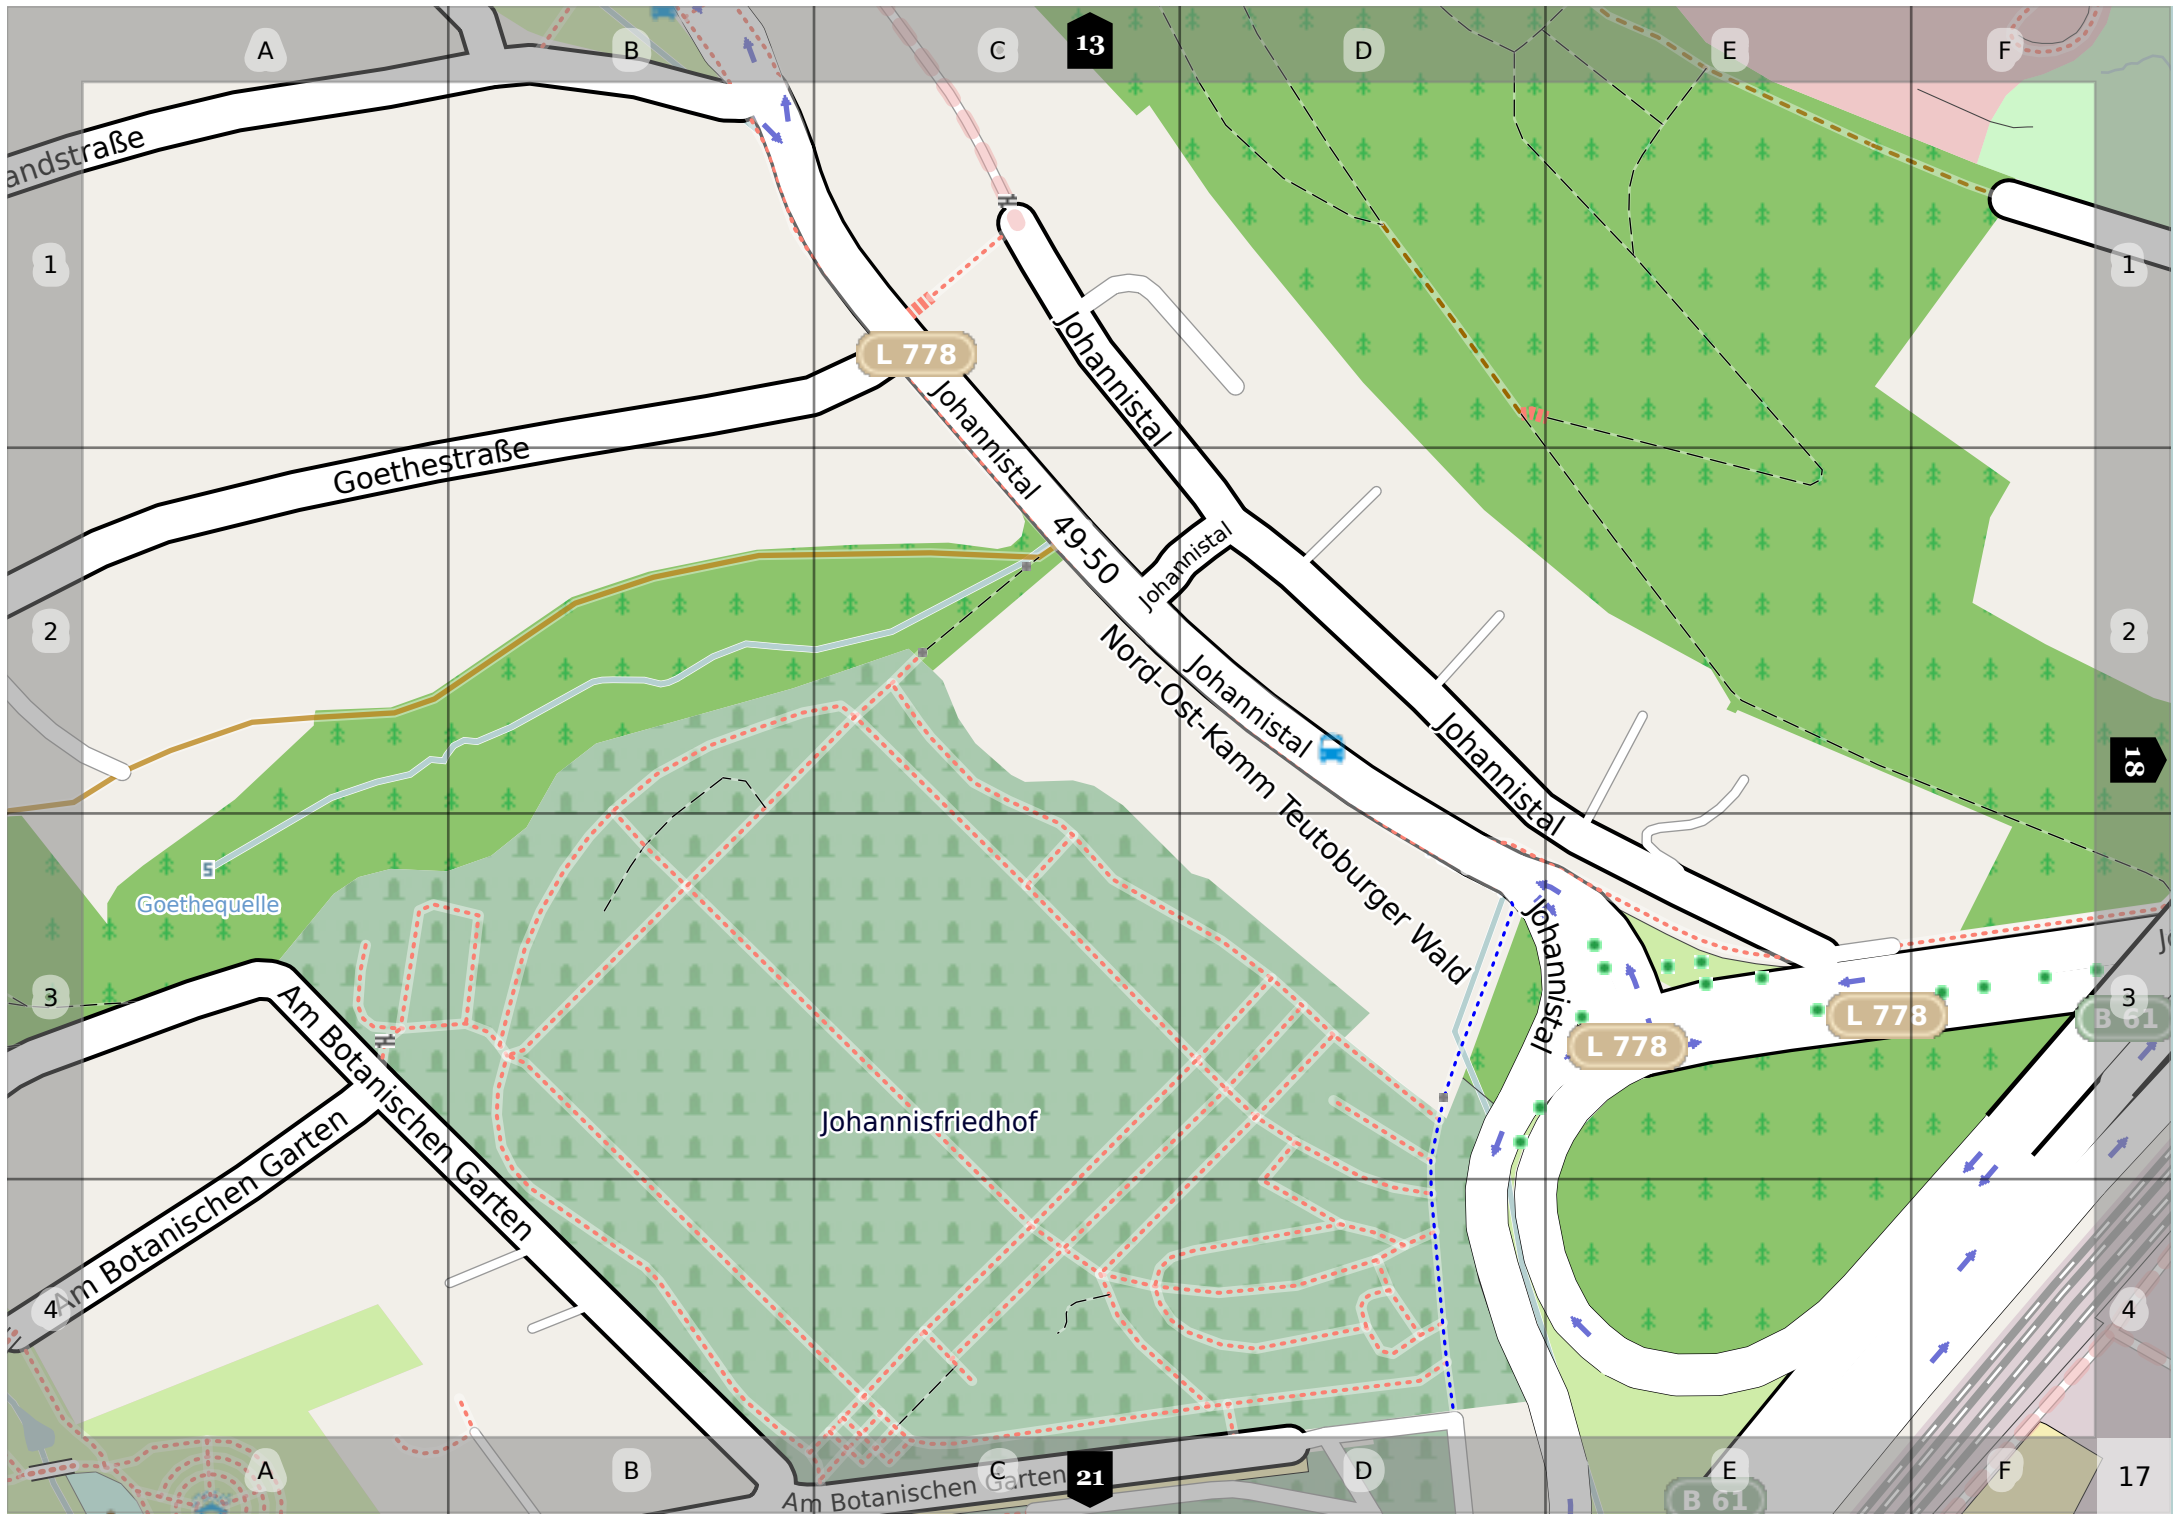 A
B
C
13
D
E
F
andstraße
1
1
L 778
Johannistal
Johannistal
Goethestraße
49-50
Johannistal
2
2
Nord-Ost-Kamm Teutoburger Wald
Johannistal
Johannistal
18
Goethequelle
Johannistal
3
3
L 778
B 61
L 778
Am Botanischen Garten
Johannisfriedhof
Am Botanischen Garten
4
4
A
B
C
21
D
E
F
17
Am Botanischen Garten
B 61